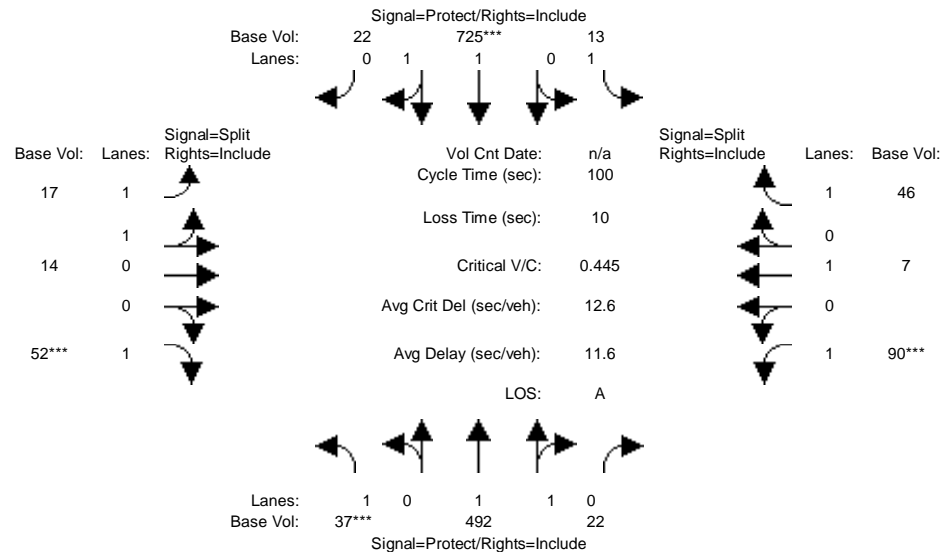 Signal=Protect/Rights=Include
Base Vol: 22 725*** 13
Lanes: 0 1 1 0 1
Signal=Split Signal=Split
Base Vol: Lanes: Rights=Include Vol Cnt Date: n/a Rights=Include Lanes: Base Vol:
Cycle Time (sec): 100
17 1 1 46
Loss Time (sec): 10
1 0
14 0 Critical V/C: 0.445 1 7
0 Avg Crit Del (sec/veh): 12.6 0
52*** 1 Avg Delay (sec/veh): 11.6 1 90***
LOS: A
Lanes: 1 0 1 1 0
Base Vol: 37*** 492 22
Signal=Protect/Rights=Include